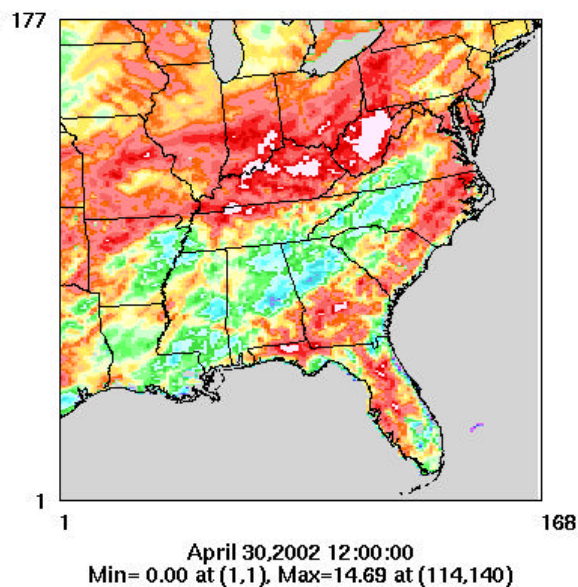 177
1
1
168
April 30,2002 12:00:00
Min= 0.00 at (1,1), Max=14.69 at (114,140)